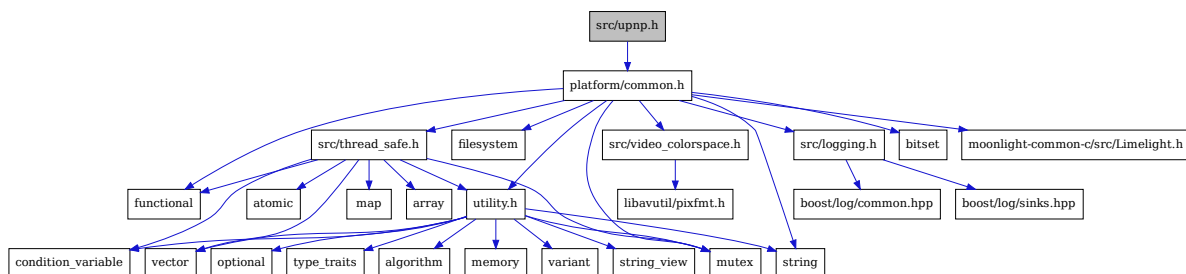 src/upnp.h
platform/common.h
src/thread_safe.h
filesystem
src/video_colorspace.h
src/logging.h
bitset
moonlight-common-c/src/Limelight.h
functional
atomic
map
array
utility.h
libavutil/pixfmt.h
boost/log/common.hpp
boost/log/sinks.hpp
condition_variable
vector
optional
type_traits
algorithm
memory
variant
string_view
mutex
string